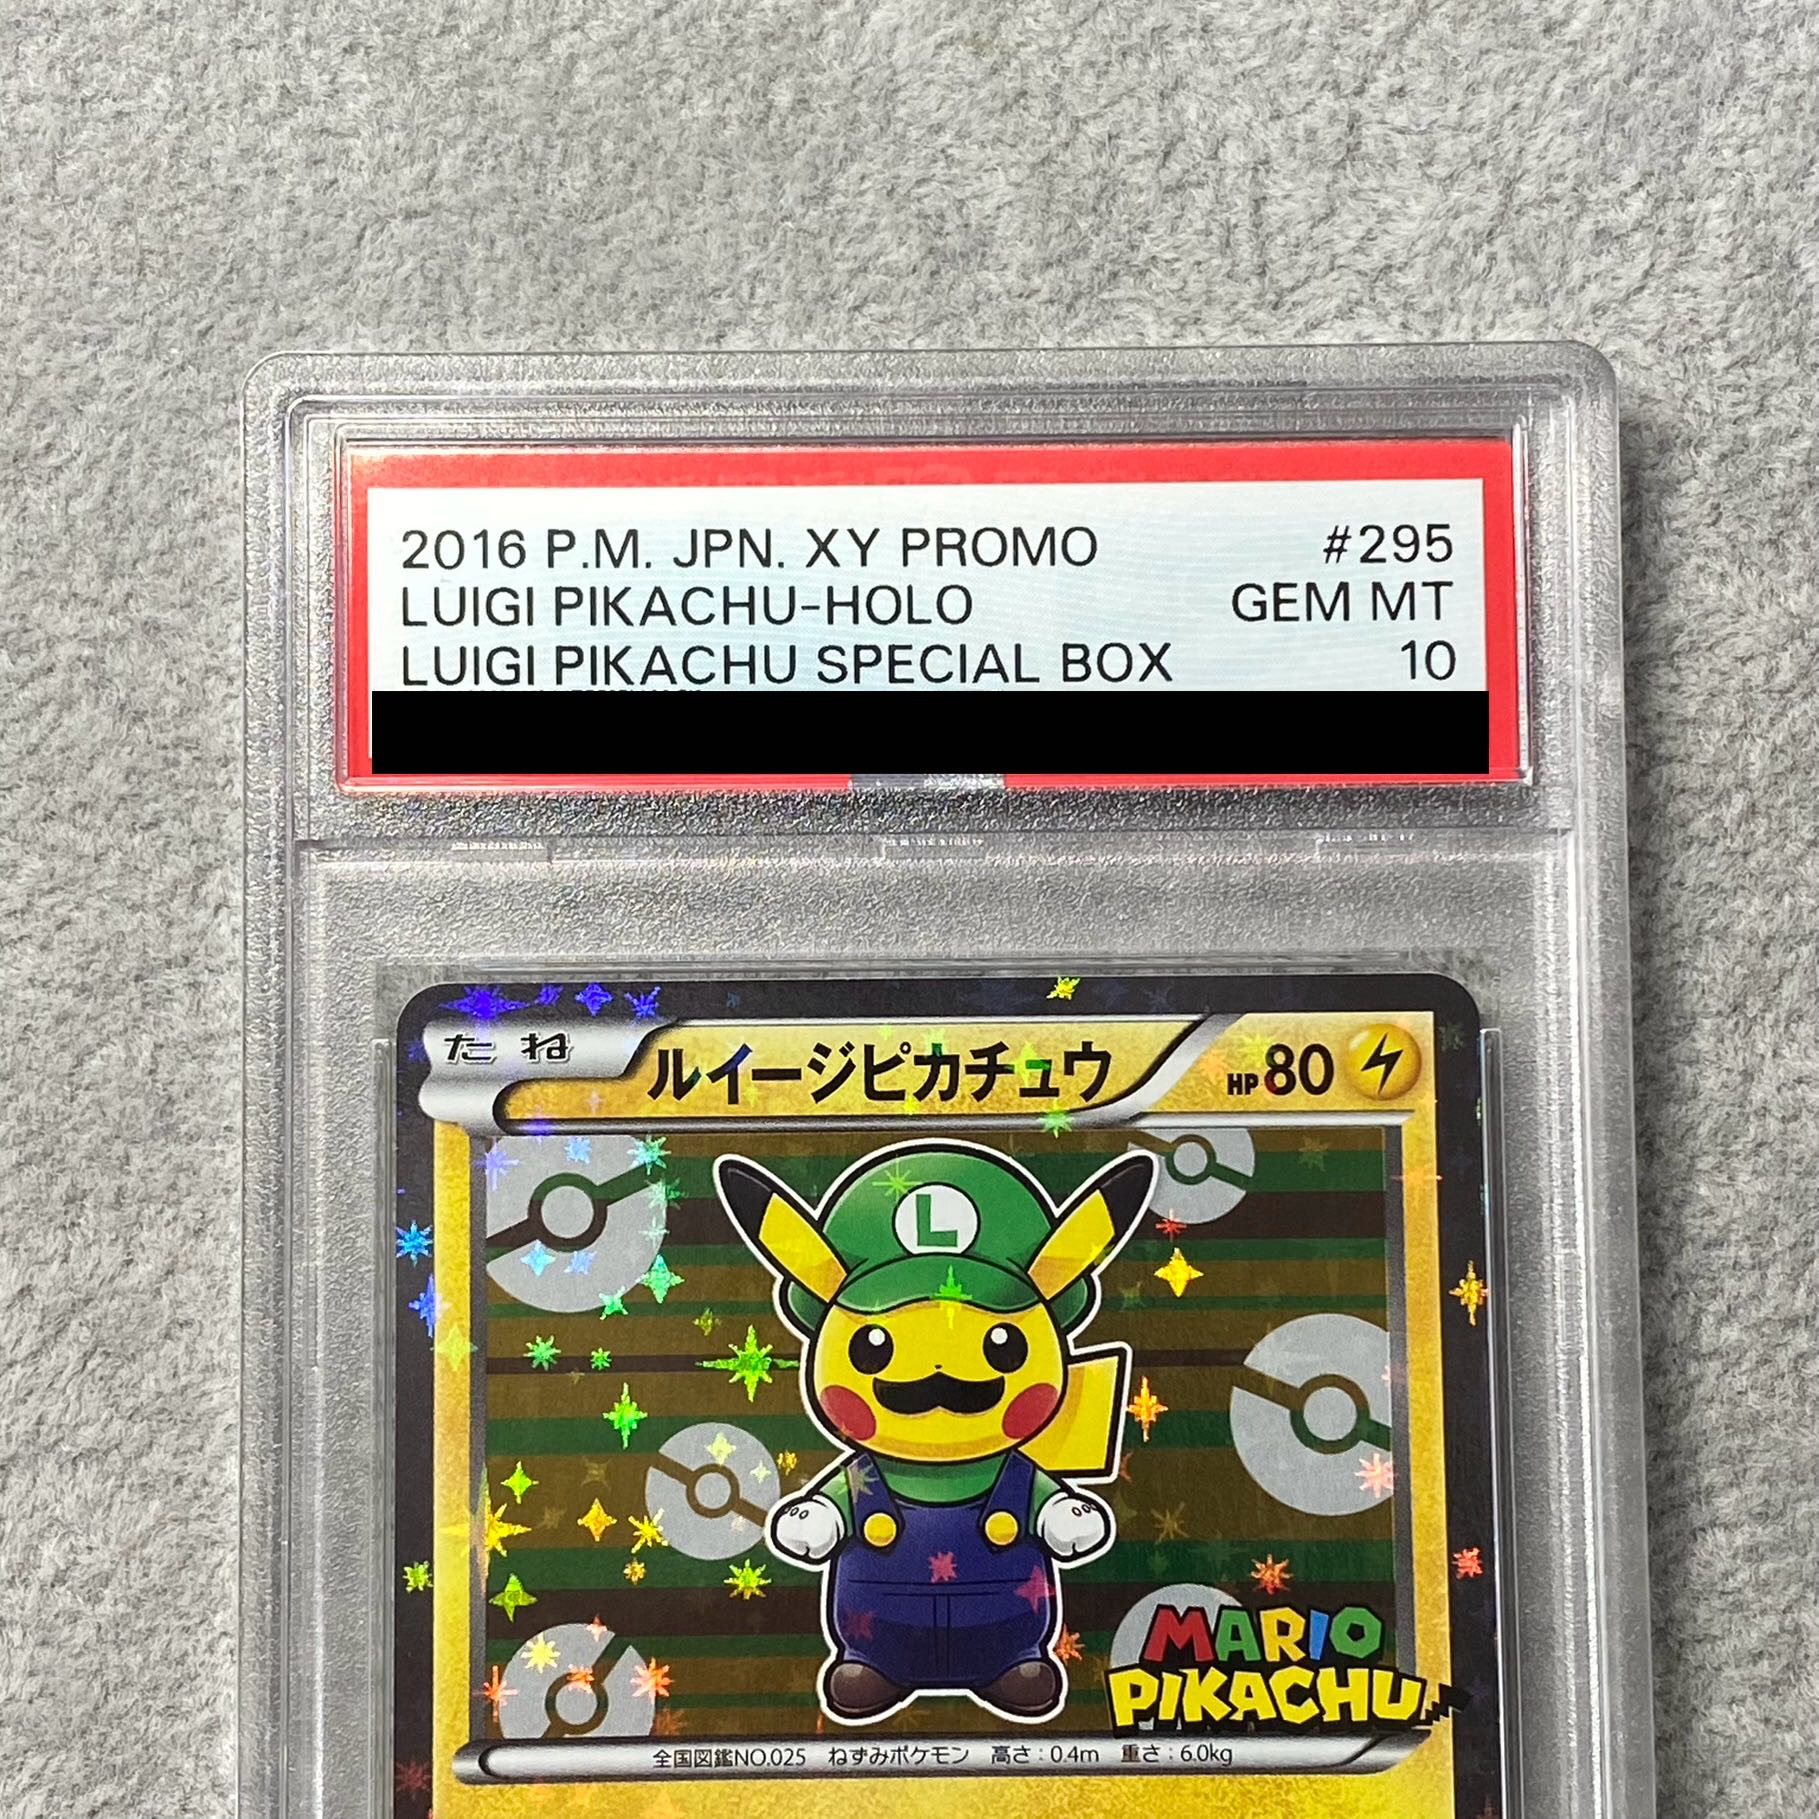 2016 P.M. JPN. XY PROMO #295
LUIGI PIKACHU-HOLO GEM MT
LUIGI PIKACHU SPECIAL BOX 10
たね ルイージピカチュウ HP80
L
MARIO
PIKACHU
全国図鑑NO.025 ねずみポケモン 高さ:0.4m 重さ:6.0kg